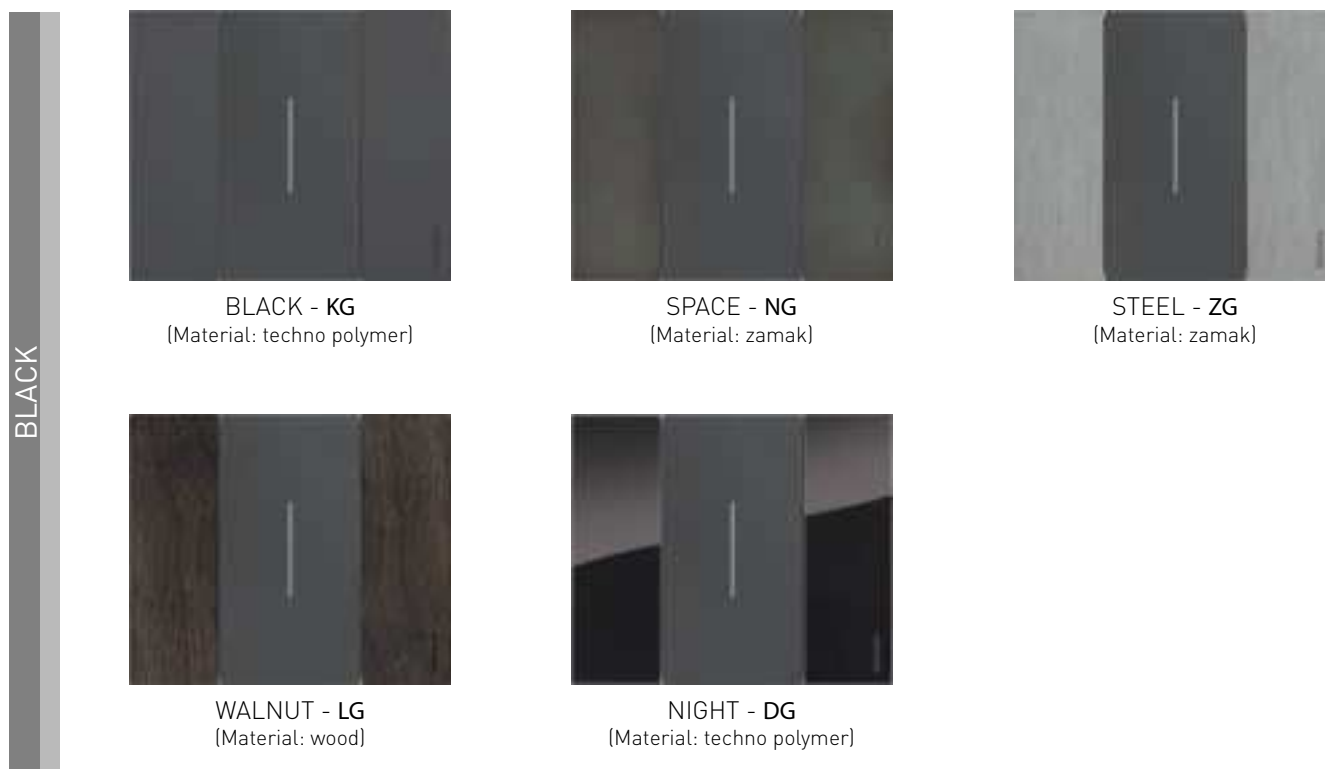 BLACK
BLACK - KG
(Material: techno polymer)
SPACE - NG
(Material: zamak)
STEEL - ZG
(Material: zamak)
WALNUT - LG
(Material: wood)
NIGHT - DG
(Material: techno polymer)